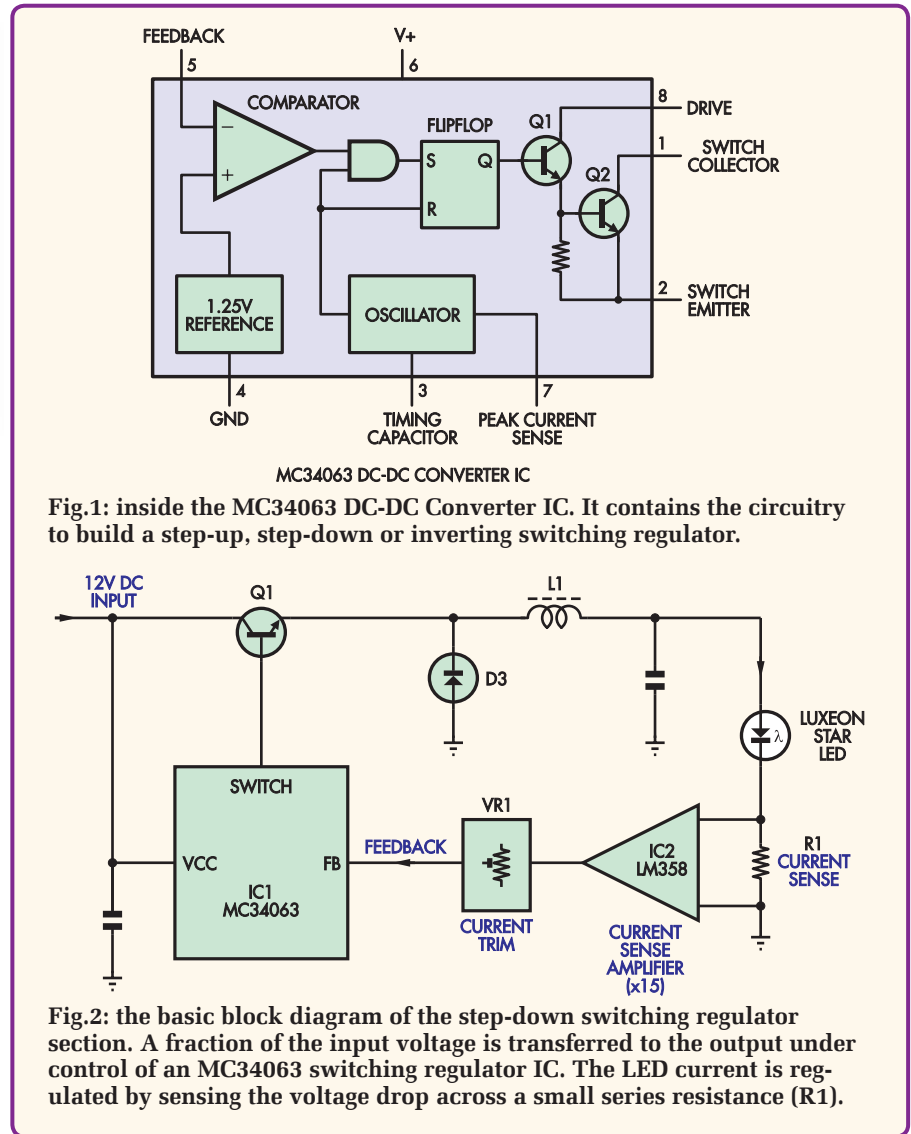 FEEDBACK
V+
5
6
COMPARATOR
8
DRIVE
FLIPFLOP
Q1
1
SWITCH
COLLECTOR
−
S
Q
Q2
+
R
2
SWITCH
EMITTER
1.25V
REFERENCE
OSCILLATOR
4
3
7
GND
TIMING
CAPACITOR
PEAK CURRENT
SENSE
MC34063 DC-DC CONVERTER IC
Fig.1: inside the MC34063 DC-DC Converter IC. It contains the circuitry
to build a step-up, step-down or inverting switching regulator.
12V DC
INPUT
Q1
L1
D3
λ
LUXEON
STAR
LED
SWITCH
VR1
FEEDBACK
VCC
FB
IC1
MC34063
IC2
LM358
R1
CURRENT
SENSE
CURRENT
TRIM
CURRENT
SENSE
AMPLIFIER
(x15)
Fig.2: the basic block diagram of the step-down switching regulator
section. A fraction of the input voltage is transferred to the output under
control of an MC34063 switching regulator IC. The LED current is reg-
ulated by sensing the voltage drop across a small series resistance (R1).